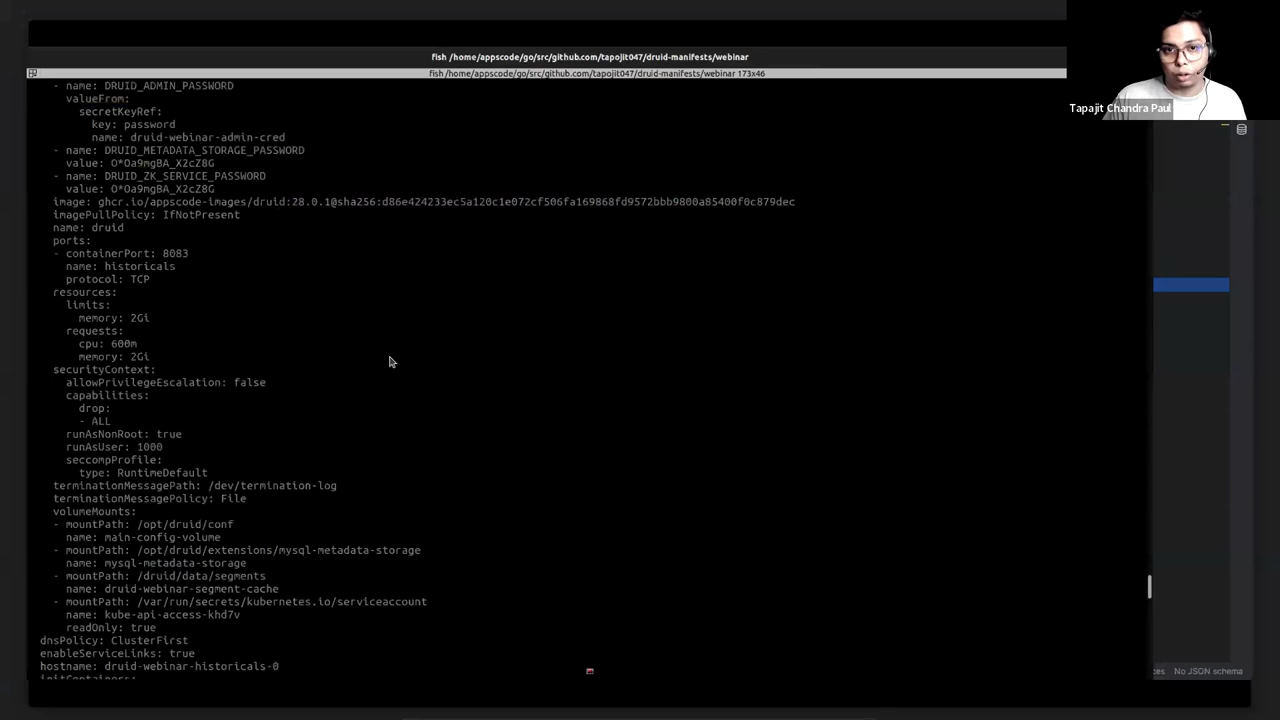 fish /home/appscode/go/src/github.com/tapojit047/druid-manifests/webinar
fish /home/appscode/go/src/github.com/tapojit047/druid-manifests/webinar 173x46
- name: DRUID_ADMIN_PASSWORD
valueFrom:
secretKeyRef:
key: password
name: druid-webinar-admin-cred
- name: DRUID_METADATA_STORAGE_PASSWORD
value: O*Oa9mgBA_X2cZ8G
- name: DRUID_ZK_SERVICE_PASSWORD
value: O*Oa9mgBA_X2cZ8G
image: ghcr.io/appscode-images/druid:28.0.1@sha256:d86e424233ec5a120c1e072cf506fa169868fd9572bbb9800a85400f0c879dec
imagePullPolicy: IfNotPresent
name: druid
ports:
- containerPort: 8083
name: historicals
protocol: TCP
resources:
limits:
memory: 2Gi
requests:
cpu: 600m
memory: 2Gi
securityContext:
allowPrivilegeEscalation: false
capabilities:
drop:
- ALL
runAsNonRoot: true
runAsUser: 1000
seccompProfile:
type: RuntimeDefault
terminationMessagePath: /dev/termination-log
terminationMessagePolicy: File
volumeMounts:
- mountPath: /opt/druid/conf
name: main-config-volume
- mountPath: /opt/druid/extensions/mysql-metadata-storage
name: mysql-metadata-storage
- mountPath: /druid/data/segments
name: druid-webinar-segment-cache
- mountPath: /var/run/secrets/kubernetes.io/serviceaccount
name: kube-api-access-khd7v
readOnly: true
dnsPolicy: ClusterFirst
enableServiceLinks: true
hostname: druid-webinar-historicals-0
initContainers:
Tapajit Chandra Paul
No JSON schema